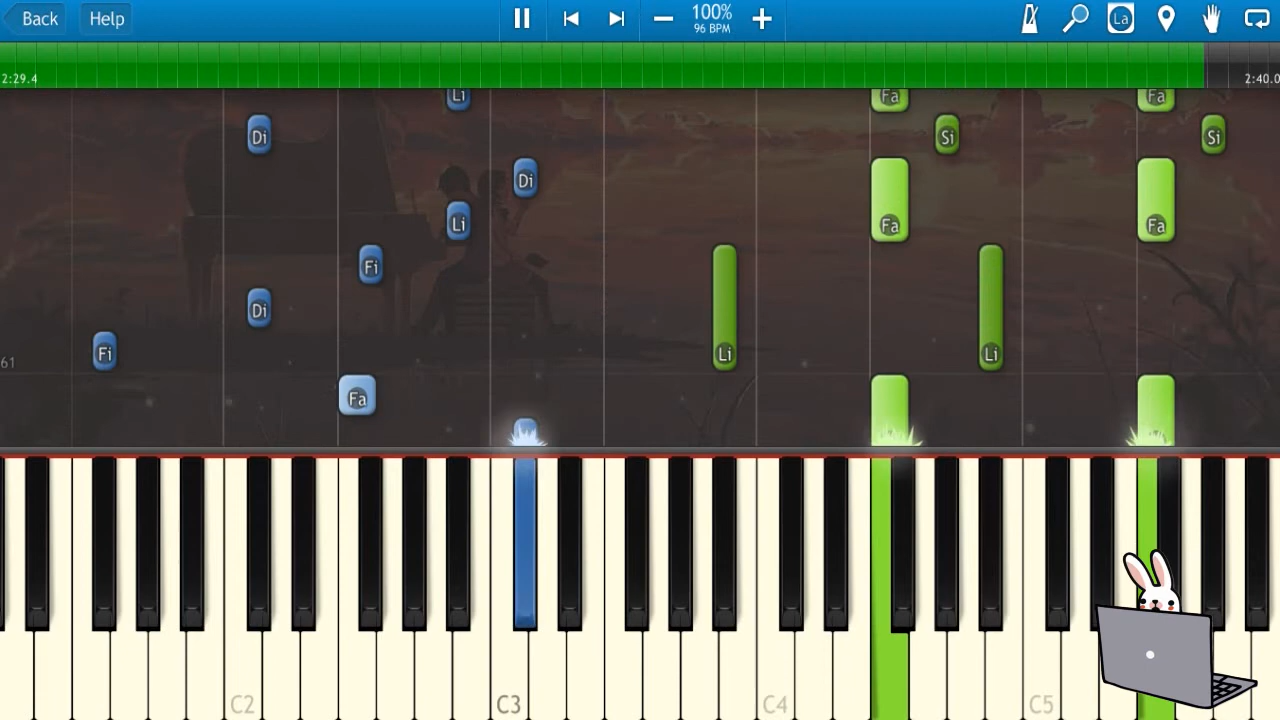 Back Help 100% La
96 BPM
2:29.4 2:40.0
Li Fa Fa
Di Si Si
Di
Li Fa Fa
Fi
Di
61 Fi Li Li
Fa
C2 C3 C4 C5